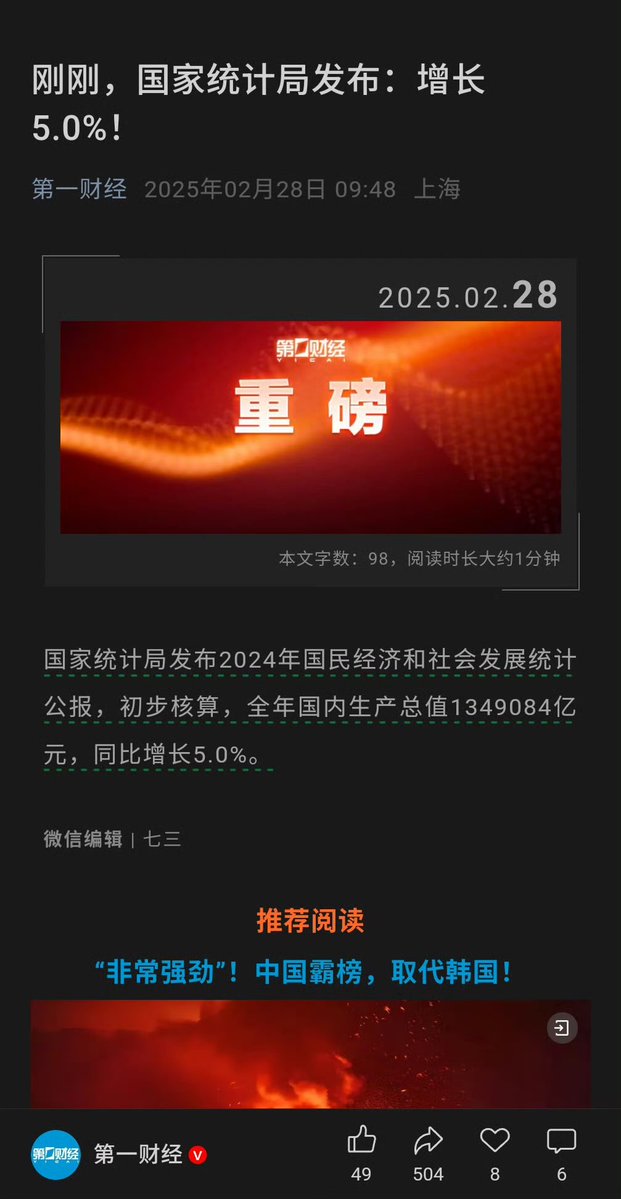 刚刚，国家统计局发布：增长
5.0%！
第一财经 2025年02月28日 09:48 上海
2025.02.28
第一财经
YICAI
重磅
本文字数：98，阅读时长大约1分钟
国家统计局发布2024年国民经济和社会发展统计
公报，初步核算，全年国内生产总值1349084亿
元，同比增长5.0%。
微信编辑 | 七三
推荐阅读
“非常强劲”！中国霸榜，取代韩国！
第一财经
YICAI
第一财经
49
504
8
6